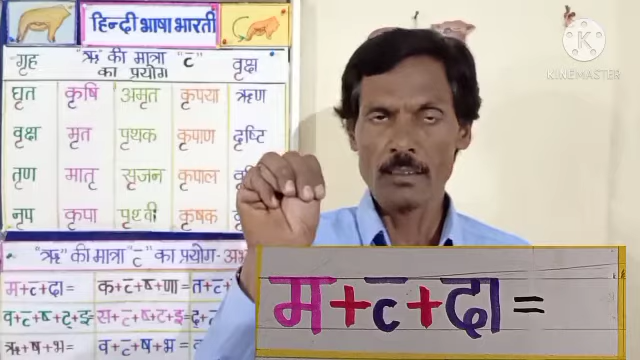 हिन्दी भाषा भारती
"ऋ" की मात्रा "ृ"
गृह का प्रयोग वृक्ष
घृत कृषि अमृत कृपया ऋण
वृक्ष मृत पृथक कृपाण दृष्टि
तृण मातृ सृजन कृपाल
नृप कृपा पृथ्वी कृषक
"ऋ" की मात्रा "ृ" का प्रयोग-
म+ृ+दा= क+ृ+ष+णा=
व+ृ+ष+ट+इ= स+ृ+ष+ट+इ=
ऋ+ष+भ= व+ृ+ष+भ=
म+ृ+दा=
KINEMASTER